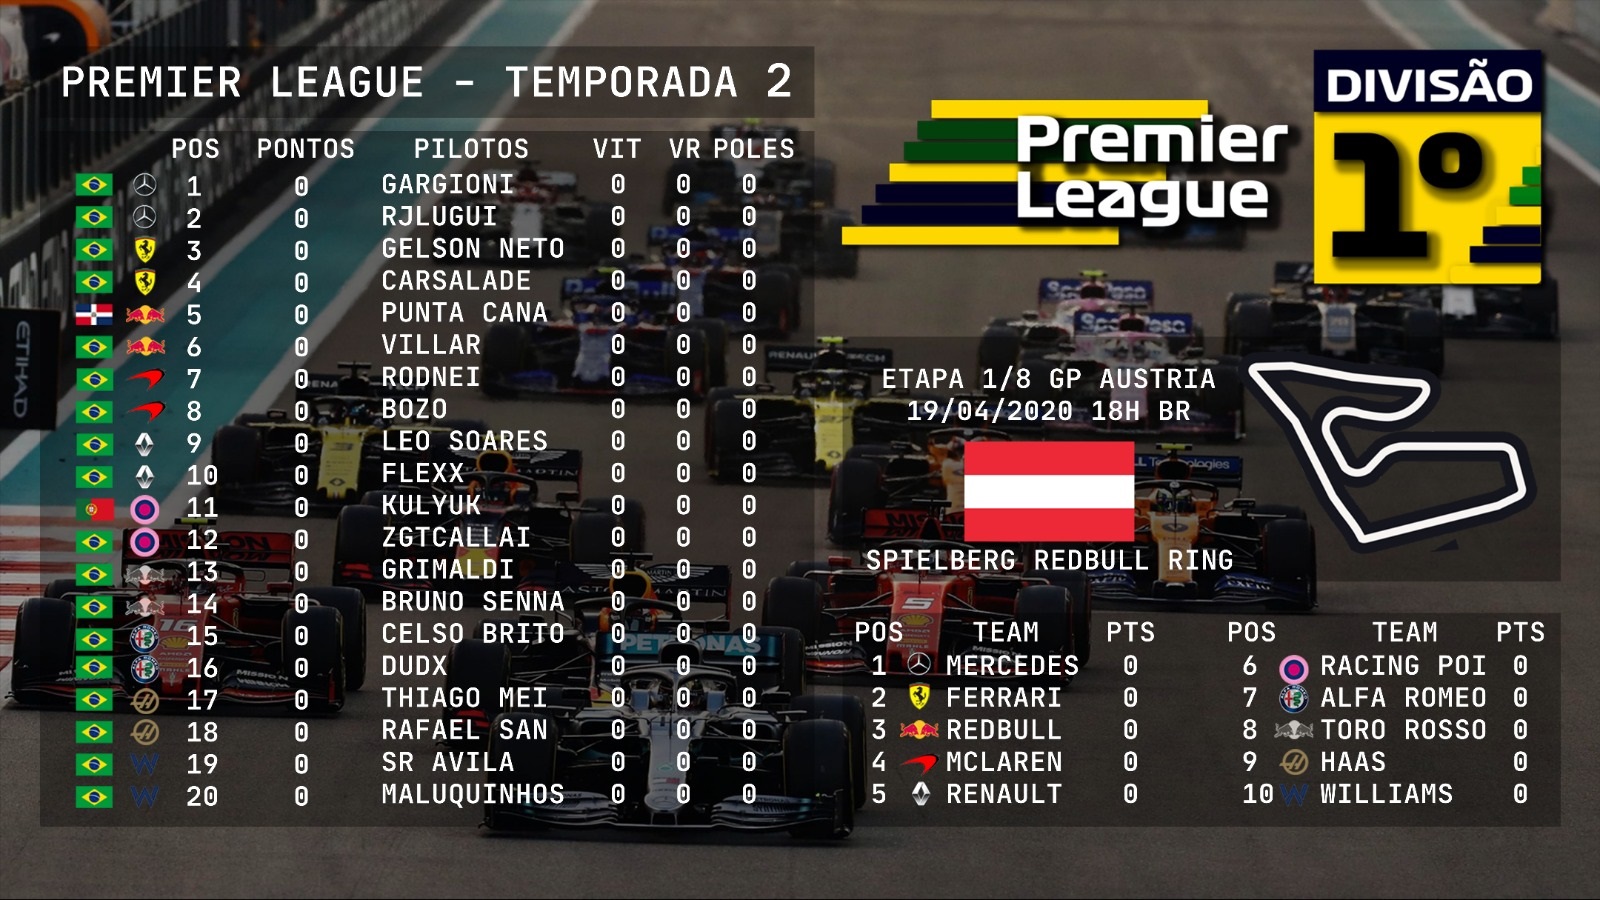 PREMIER LEAGUE - TEMPORADA 2
POS PONTOS PILOTOS VIT VR POLES
1 0 GARGIONI 0 0 0
2 0 RJLUGUI 0 0 0
3 0 GELSON NETO 0 0 0
4 0 CARSALADE 0 0 0
5 0 PUNTA CANA 0 0 0
6 0 VILLAR 0 0 0
7 0 RODNEI 0 0 0
8 0 BOZO 0 0 0
9 0 LEO SOARES 0 0 0
10 0 FLEXX 0 0 0
11 0 KULYUK 0 0 0
12 0 ZGTCALLAI 0 0 0
13 0 GRIMALDI 0 0 0
14 0 BRUNO SENNA 0 0 0
15 0 CELSO BRITO 0 0 0
16 0 DUDX 0 0 0
17 0 THIAGO MEI 0 0 0
18 0 RAFAEL SAN 0 0 0
19 0 SR AVILA 0 0 0
20 0 MALUQUINHOS 0 0 0
Premier
League
DIVISÃO
1º
ETAPA 1/8 GP AUSTRIA
19/04/2020 18H BR
SPIELBERG REDBULL RING
POS TEAM PTS
1 MERCEDES 0
2 FERRARI 0
3 REDBULL 0
4 MCLAREN 0
5 RENAULT 0
POS TEAM PTS
6 RACING POI 0
7 ALFA ROMEO 0
8 TORO ROSSO 0
9 HAAS 0
10 WILLIAMS 0
ETIHAD
PETRONAS
5
16